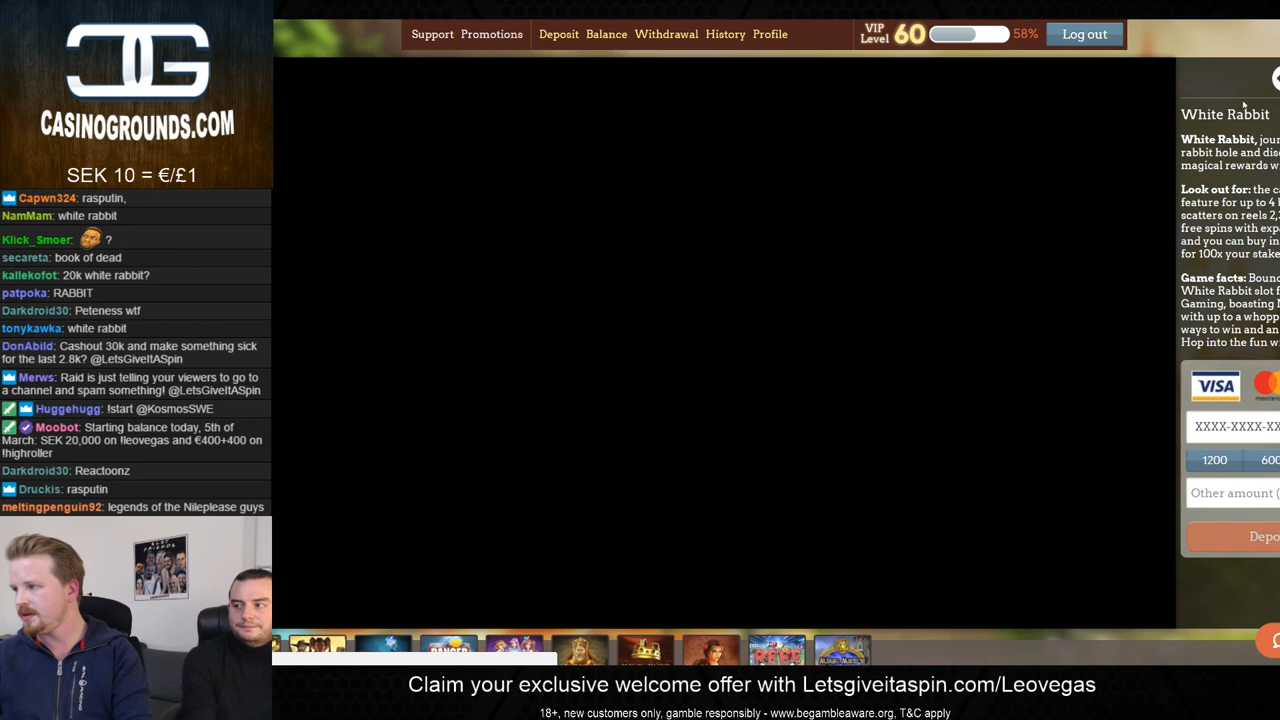 CASINOGROUNDS.COM
SEK 10 = €/£1
Capwn324: rasputin,
NamMam: white rabbit
Klick_Smoer: ?
secareta: book of dead
kallekofot: 20k white rabbit?
patpoka: RABBIT
Darkdroid30: Peteness wtf
tonykawka: white rabbit
DonAbild: Cashout 30k and make something sick
for the last 2.8k? @LetsGiveItASpin
Merws: Raid is just telling your viewers to go to
a channel and spam something! @LetsGiveItASpin
Huggehugg: !start @KosmosSWE
Moobot: Starting balance today, 5th of
March: SEK 20,000 on !leovegas and €400+400 on
!highroller
Darkdroid30: Reactoonz
Druckis: rasputin
meltingpenguin92: legends of the Nileplease guys
Support Promotions Deposit Balance Withdrawal History Profile
VIP
Level 60 58% Log out
White Rabbit
White Rabbit, jour
rabbit hole and dis
magical rewards w
Look out for: the c
feature for up to 4
scatters on reels 2,
free spins with exp
and you can buy in
for 100x your stake
Game facts: Bounc
White Rabbit slot f
Gaming, boasting
with up to a whopp
ways to win and an
Hop into the fun w
VISA master
XXXX-XXXX-XX
1200 600
Other amount (
Depo
SLOT FRIENDS
DANGER
Claim your exclusive welcome offer with Letsgiveitaspin.com/Leovegas
18+, new customers only, gamble responsibly - www.begambleaware.org, T&C apply